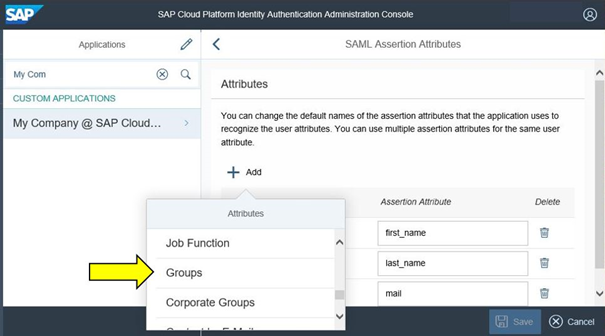 SAP
SAP Cloud Platform Identity Authentication Administration Console
Applications
My Com
CUSTOM APPLICATIONS
My Company @ SAP Cloud...
SAML Assertion Attributes
Attributes
You can change the default names of the assertion attributes that the application uses to
recognize the user attributes. You can use multiple assertion attributes for the same user
attribute.
Add
Assertion Attribute
Delete
first_name
last_name
mail
Attributes
Job Function
Groups
Corporate Groups
Save
Cancel